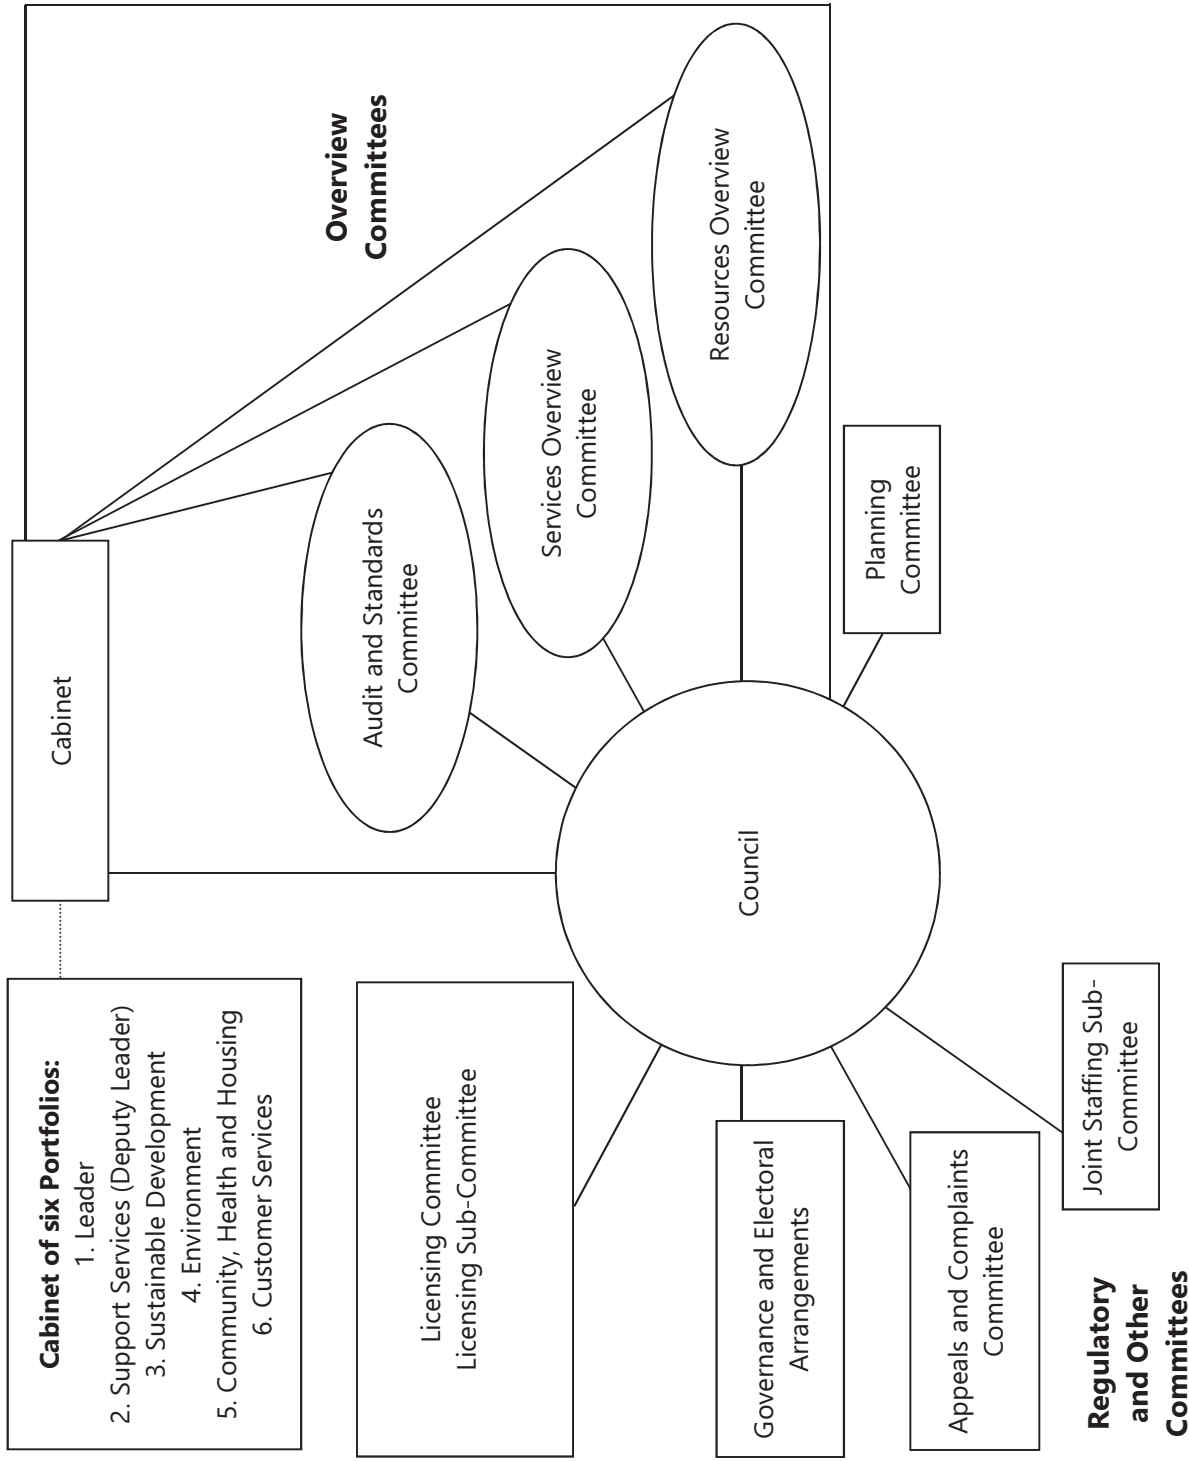 Cabinet of six Portfolios:
1. Leader
2. Support Services (Deputy Leader)
3. Sustainable Development
4. Environment
5. Community, Health and Housing
6. Customer Services
Cabinet
Overview
Committees
Licensing Committee
Licensing Sub-Committee
Audit and Standards
Committee
Services Overview
Committee
Resources Overview
Committee
Council
Governance and Electoral
Arrangements
Planning
Committee
Appeals and Complaints
Committee
Joint Staffing Sub-
Committee
Regulatory
and Other
Committees